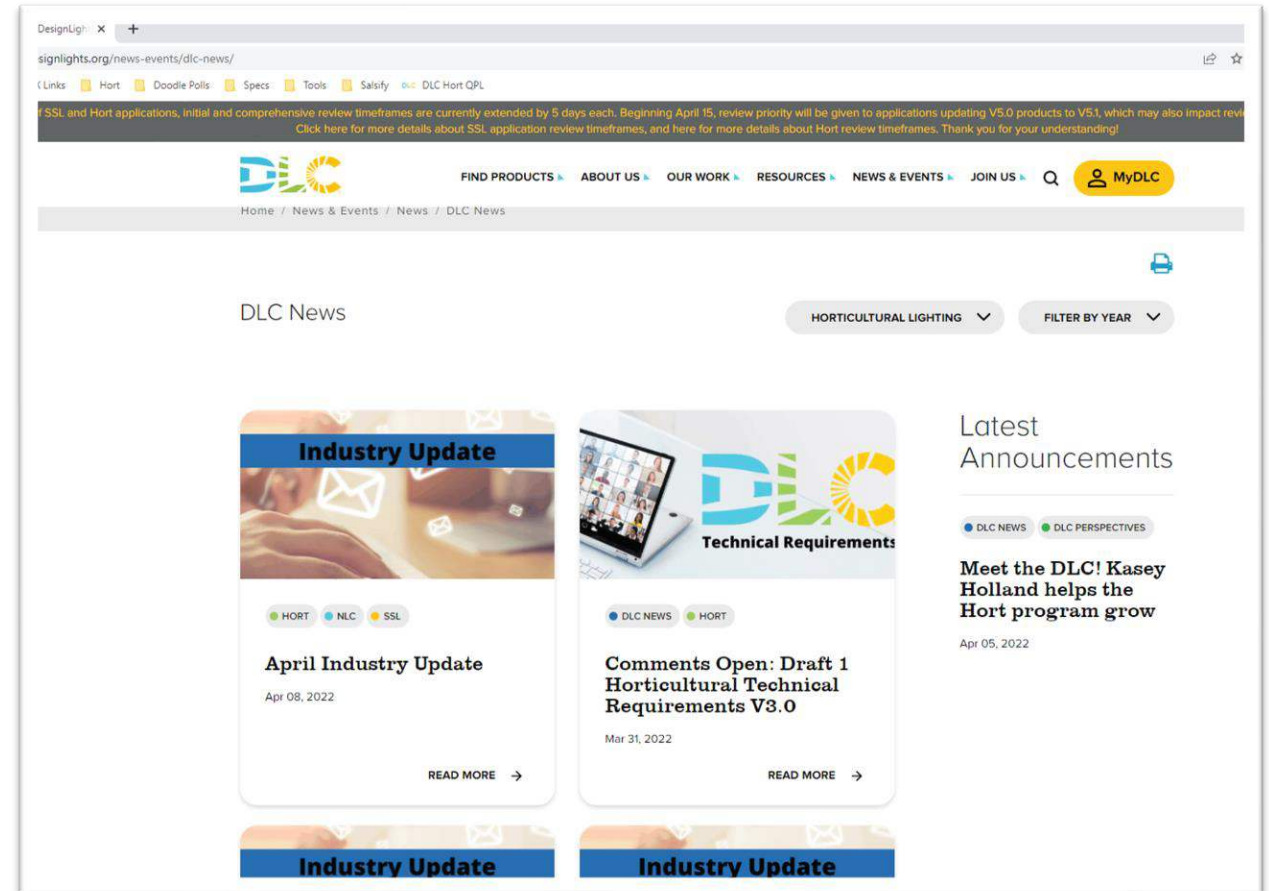 DesignLigh
signlights.org/news-events/dlc-news/
Links Hort Doodle Polls Specs Tools Salsify DLC DLC Hort QPL
f SSL and Hort applications, initial and comprehensive review timeframes are currently extended by 5 days each. Beginning April 15, review priority will be given to applications updating V5.0 products to V5.1, which may also impact revi
Click here for more details about SSL application review timeframes, and here for more details about Hort review timeframes. Thank you for your understanding!
DLC FIND PRODUCTS ABOUT US OUR WORK RESOURCES NEWS & EVENTS JOIN US MyDLC
Home / News & Events / News / DLC News
DLC News
HORTICULTURAL LIGHTING
FILTER BY YEAR
Industry Update
HORT NLC SSL
April Industry Update
Apr 08, 2022
READ MORE →
DLC
Technical Requirements
DLC NEWS HORT
Comments Open: Draft 1
Horticultural Technical
Requirements V3.0
Mar 31, 2022
READ MORE →
Latest
Announcements
DLC NEWS DLC PERSPECTIVES
Meet the DLC! Kasey
Holland helps the
Hort program grow
Apr 05, 2022
Industry Update
Industry Update